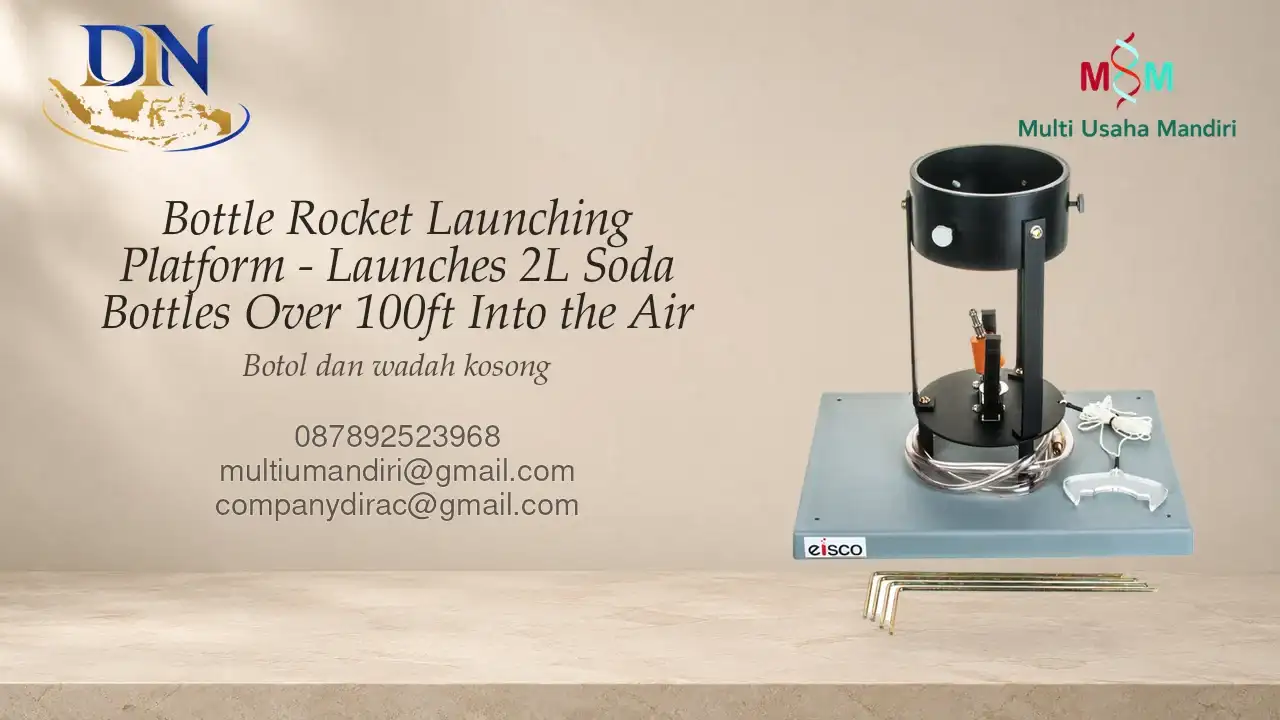 DIN
MSM
Multi Usaha Mandiri
Bottle Rocket Launching
Platform - Launches 2L Soda
Bottles Over 100ft Into the Air
Botol dan wadah kosong
087892523968
multiumandiri@gmail.com
companydirac@gmail.com
eisco